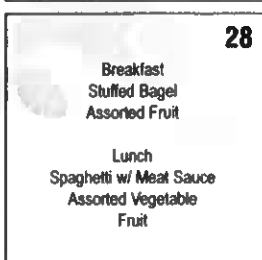 28
Breakfast
Stuffed Bagel
Assorted Fruit
Lunch
Spaghetti w/ Meat Sauce
Assorted Vegetable
Fruit